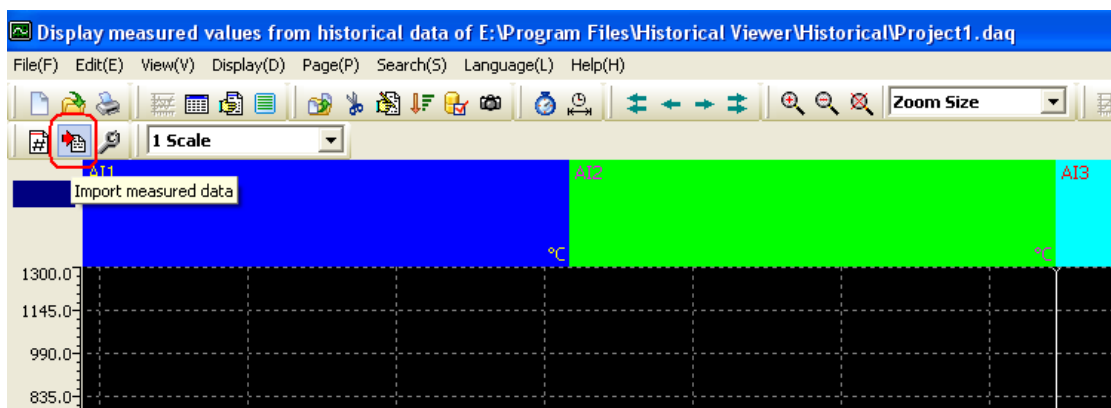 Display measured values from historical data of E:\Program Files\Historical Viewer\Historical\Project1.daq
File(F) Edit(E) View(V) Display(D) Page(P) Search(S) Language(L) Help(H)
Zoom Size
1 Scale
AI1 AI2 AI3
Import measured data
°C °C
1300.0
1145.0
990.0
835.0